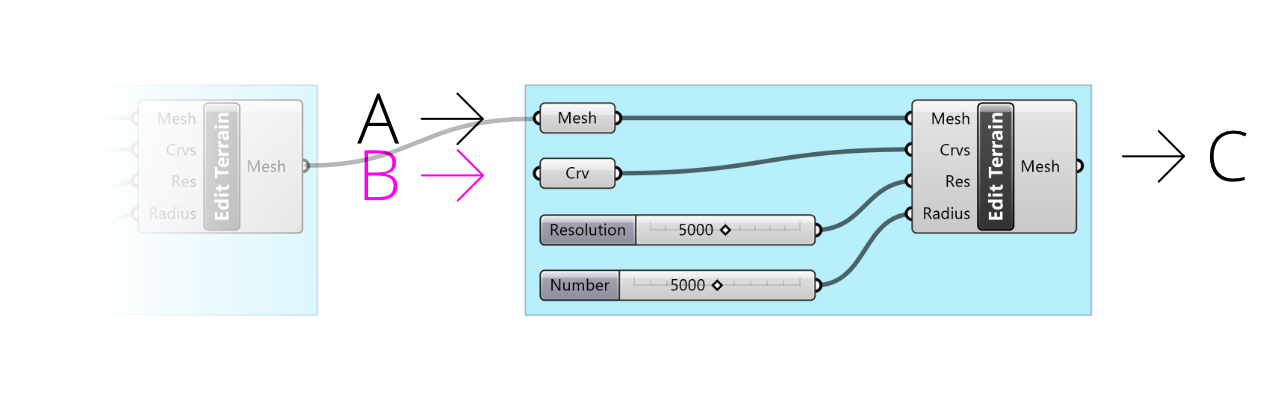 Mesh
Crvs
Res
Radius
Edit Terrain
Mesh
A
B
Mesh
Crv
Resolution 5000
Number 5000
Mesh
Crvs
Res
Radius
Edit Terrain
Mesh
C